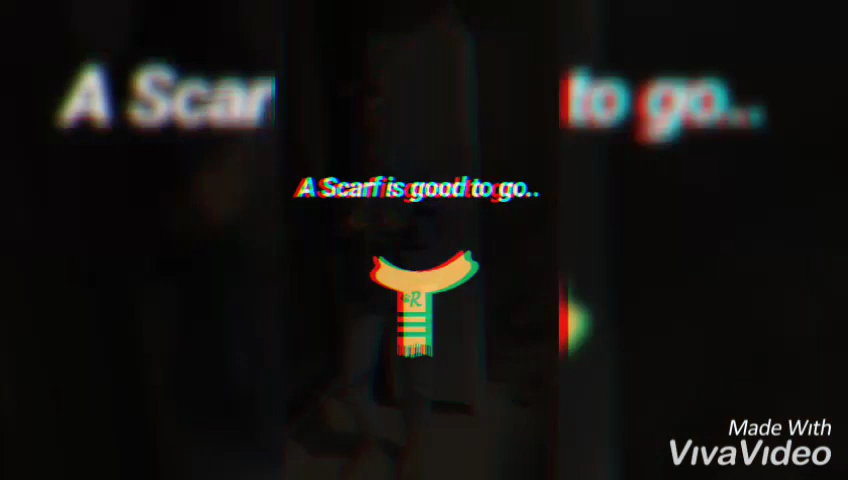 A Scarf is good to go..
A Scar to go..
R
Made With
VivaVideo